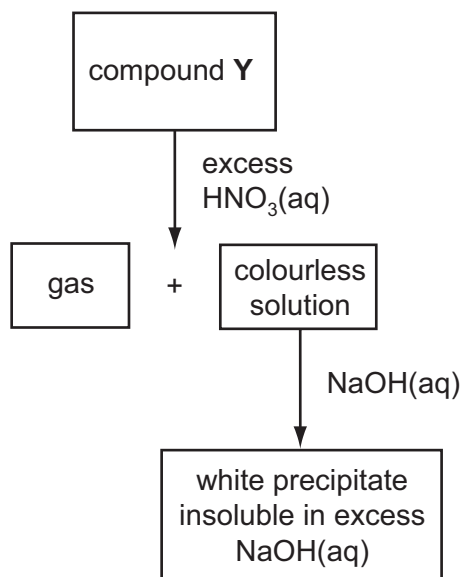 compound Y
excess
HNO₃(aq)
gas
+
colourless
solution
NaOH(aq)
white precipitate
insoluble in excess
NaOH(aq)